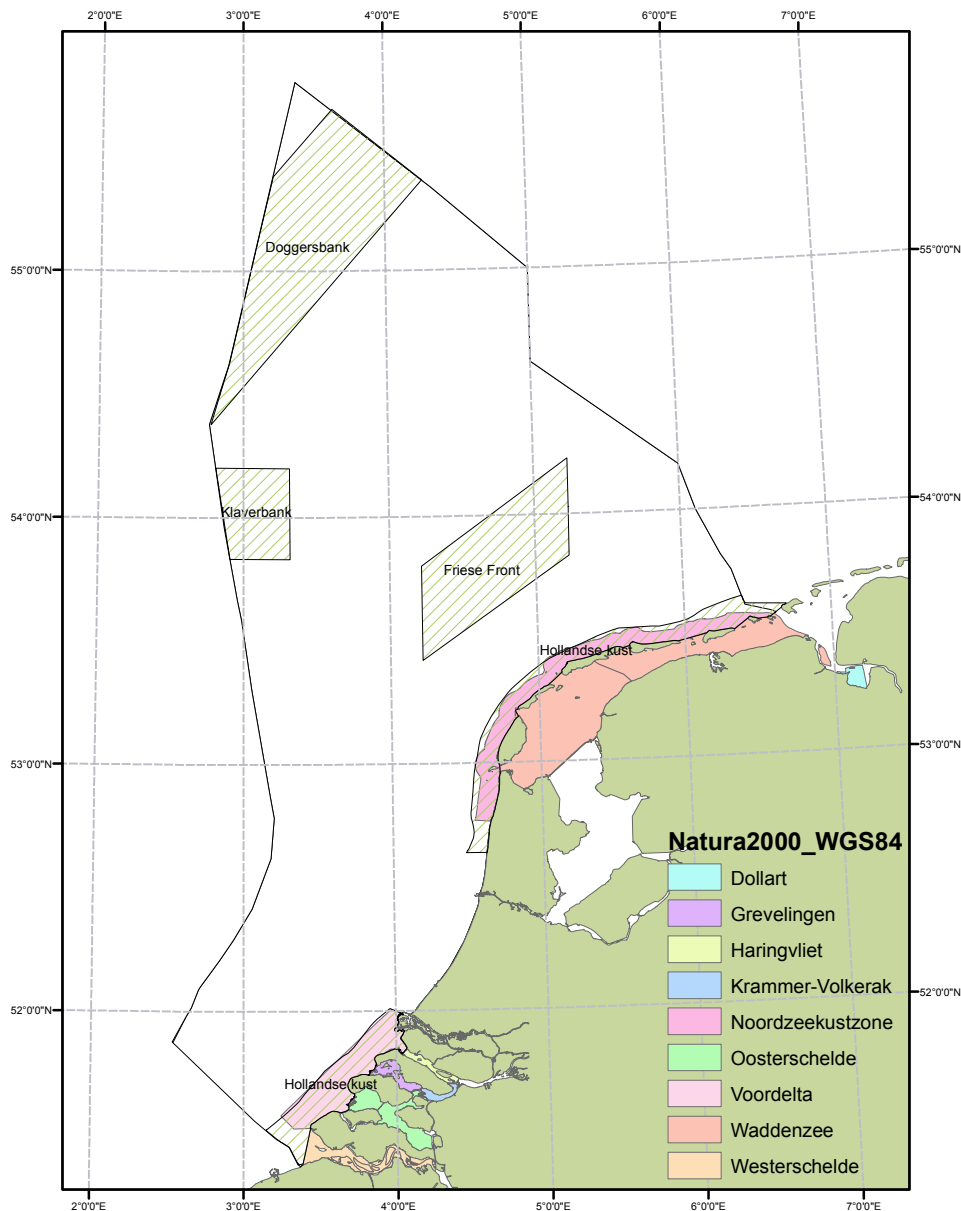 2°0'0"E 3°0'0"E 4°0'0"E 5°0'0"E 6°0'0"E 7°0'0"E
Doggersbank
55°0'0"N 55°0'0"N
Klaverbank
54°0'0"N 54°0'0"N
Friese Front
Hollandse kust
53°0'0"N 53°0'0"N
Natura2000_WGS84
Dollart
Grevelingen
Haringvliet
Krammer-Volkerak
52°0'0"N 52°0'0"N
Noordzeekustzone
Oosterschelde
Hollandse kust
Voordelta
Waddenzee
Westerschelde
2°0'0"E 3°0'0"E 4°0'0"E 5°0'0"E 6°0'0"E 7°0'0"E